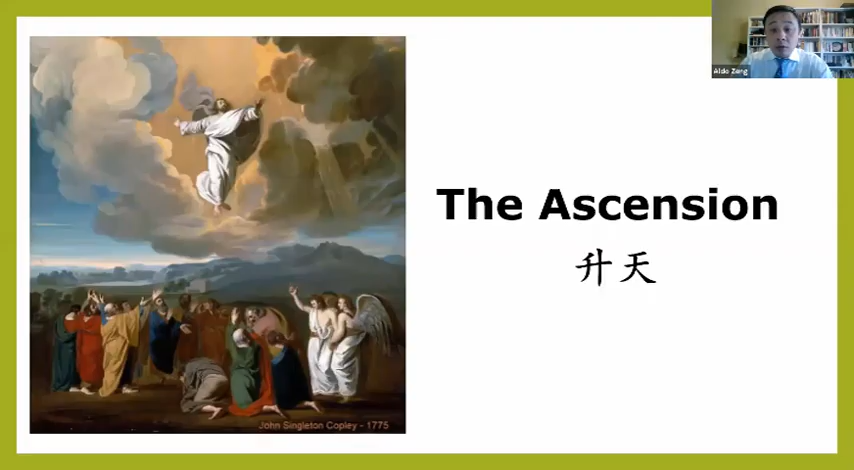 Aldo Zeng
The Ascension
升天
John Singleton Copley - 1775